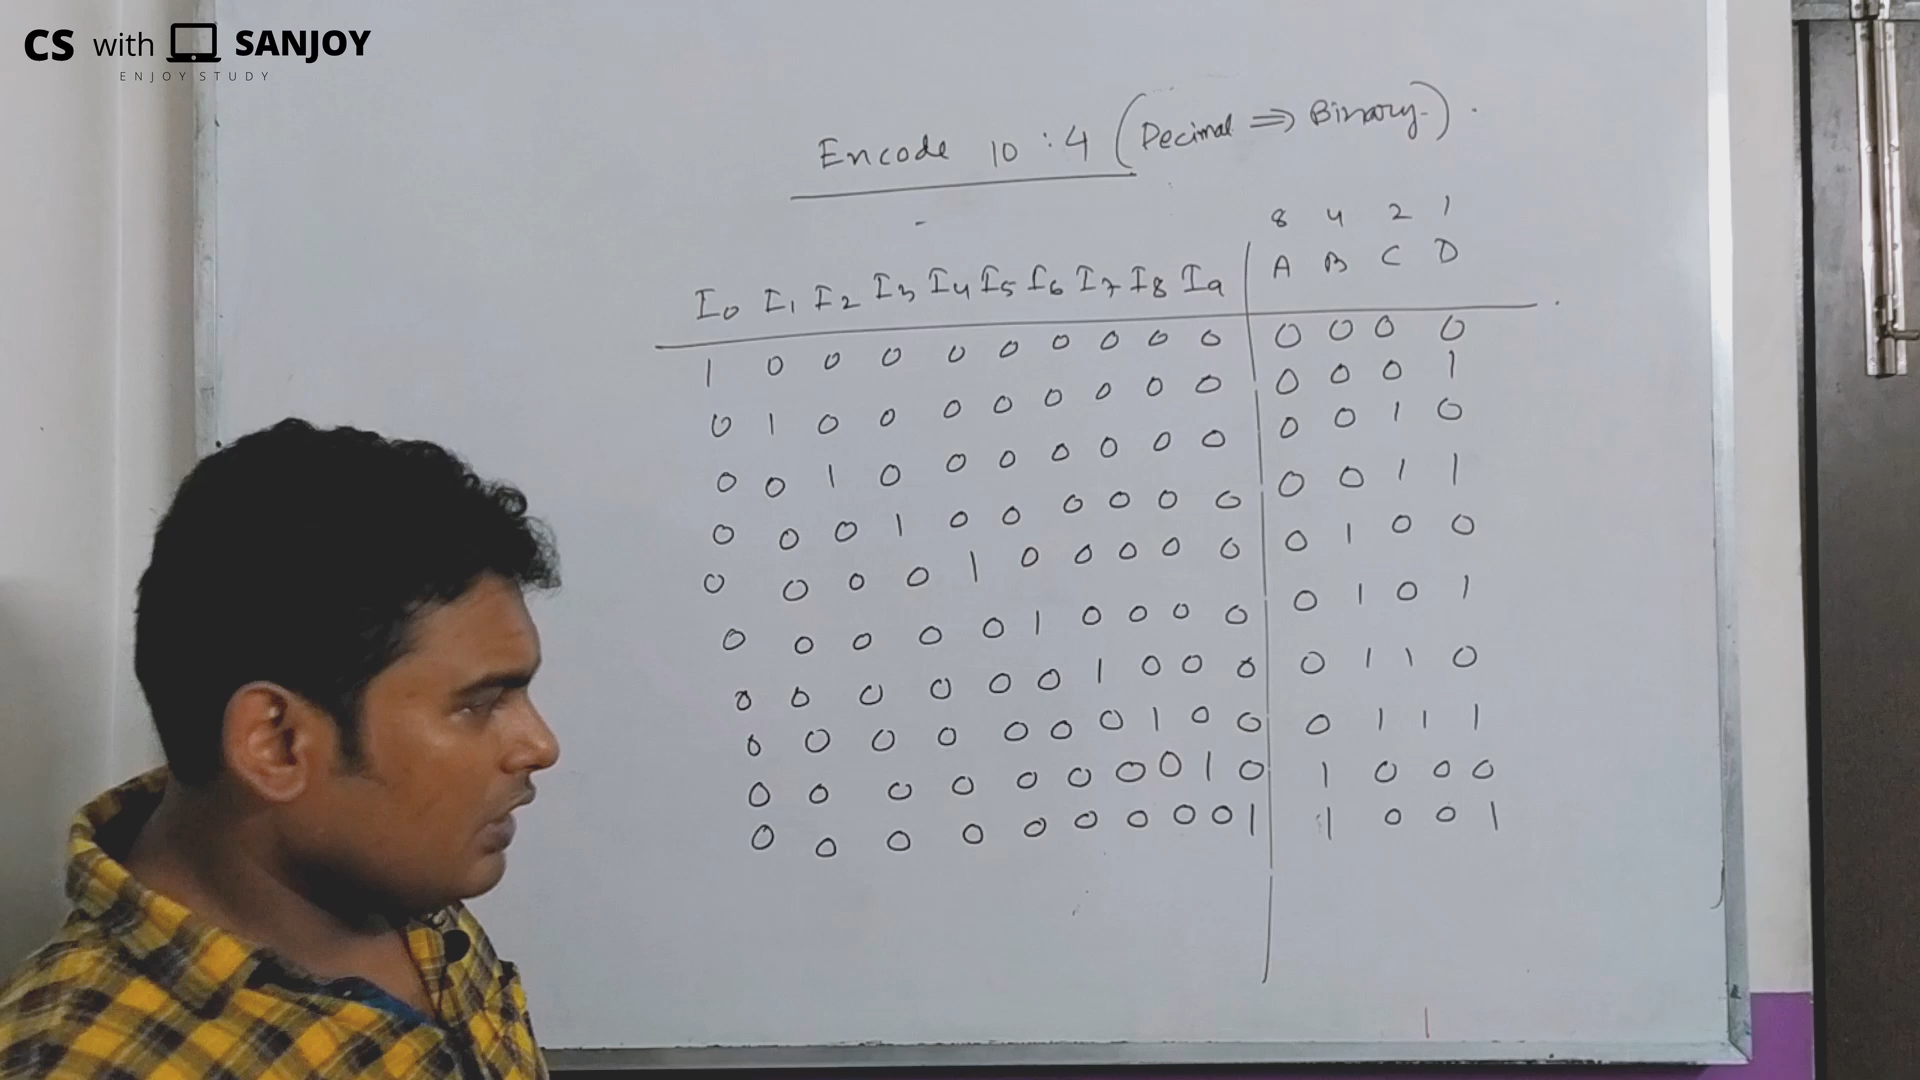 CS with SANJOY
ENJOY STUDY
Encode 10 : 4 (Decimal ⇒ Binary) .
8 4 2 1
I0 I1 I2 I3 I4 I5 I6 I7 I8 I9 A B C D
1 0 0 0 0 0 0 0 0 0 0 0 0 0
0 1 0 0 0 0 0 0 0 0 0 0 0 1
0 0 1 0 0 0 0 0 0 0 0 0 1 0
0 0 0 1 0 0 0 0 0 0 0 0 1 1
0 0 0 0 1 0 0 0 0 0 0 1 0 0
0 0 0 0 0 1 0 0 0 0 0 1 0 1
0 0 0 0 0 0 1 0 0 0 0 1 1 0
0 0 0 0 0 0 0 1 0 0 0 1 1 1
0 0 0 0 0 0 0 0 1 0 1 0 0 0
0 0 0 0 0 0 0 0 0 1 1 0 0 1